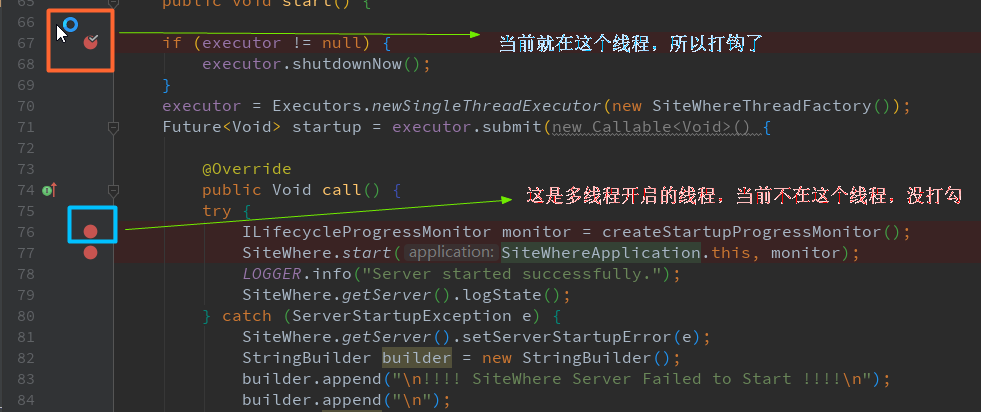 65 public void start() {
66
67 if (executor != null) { 当前就在这个线程，所以打钩了
68 executor.shutdownNow();
69 }
70 executor = Executors.newSingleThreadExecutor(new SiteWhereThreadFactory());
71 Future<Void> startup = executor.submit(new Callable<Void>() {
72
73 @Override
74 public Void call() {
这是多线程开启的线程，当前不在这个线程，没打勾
75 try {
76 ILifecycleProgressMonitor monitor = createStartupProgressMonitor();
77 SiteWhere.start( application: SiteWhereApplication.this, monitor);
78 LOGGER.info("Server started successfully.");
79 SiteWhere.getServer().logState();
80 } catch (ServerStartupException e) {
81 SiteWhere.getServer().setServerStartupError(e);
82 StringBuilder builder = new StringBuilder();
83 builder.append("\n!!!! SiteWhere Server Failed to Start !!!!\n");
84 builder.append("\n");